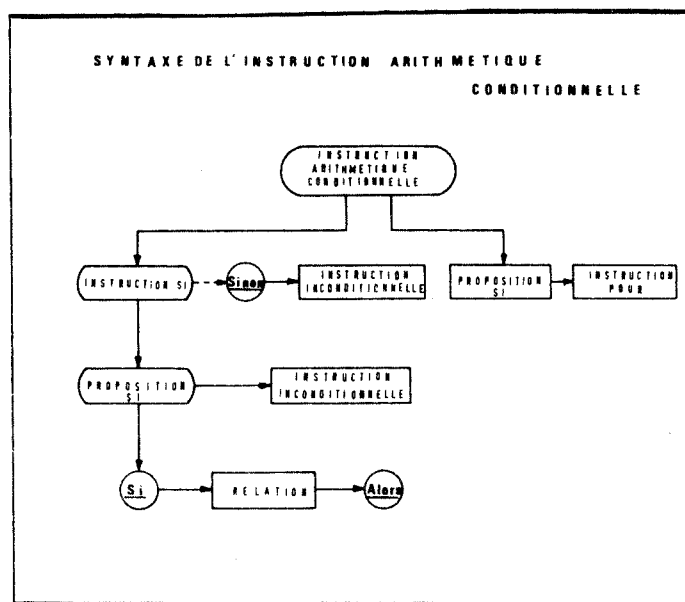 SYNTAXE DE L'INSTRUCTION ARITHMETIQUE
CONDITIONNELLE
INSTRUCTION
ARITHMETIQUE
CONDITIONNELLE
INSTRUCTION SI
Sinon
INSTRUCTION
INCONDITIONNELLE
PROPOSITION
SI
INSTRUCTION
POUR
PROPOSITION
SI
INSTRUCTION
INCONDITIONNELLE
Si
RELATION
Alors